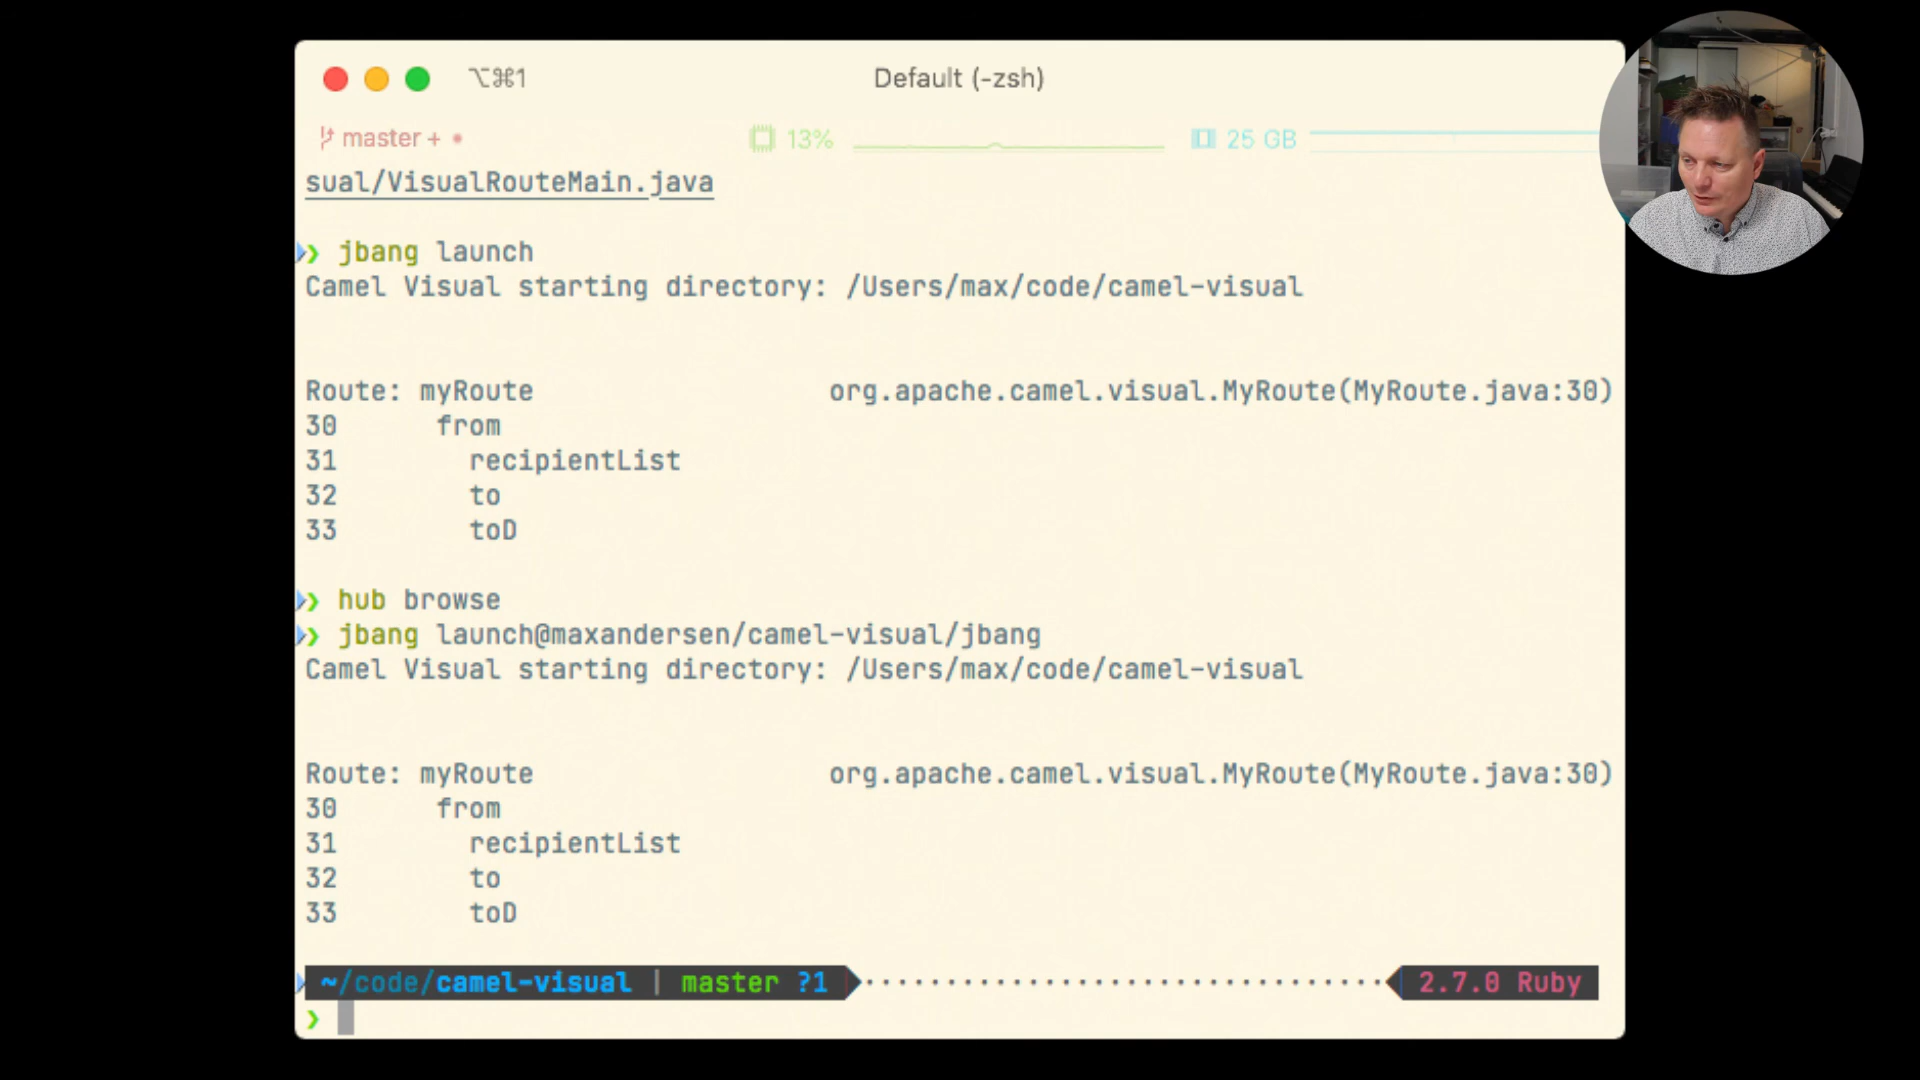 ⌥⌘1 Default (-zsh)
master + • 13% 25 GB
sual/VisualRouteMain.java
❯ jbang launch
Camel Visual starting directory: /Users/max/code/camel-visual
Route: myRoute org.apache.camel.visual.MyRoute(MyRoute.java:30)
30 from
31 recipientList
32 to
33 toD
❯ hub browse
❯ jbang launch@maxandersen/camel-visual/jbang
Camel Visual starting directory: /Users/max/code/camel-visual
Route: myRoute org.apache.camel.visual.MyRoute(MyRoute.java:30)
30 from
31 recipientList
32 to
33 toD
~/code/camel-visual | master ?1 2.7.0 Ruby
❯